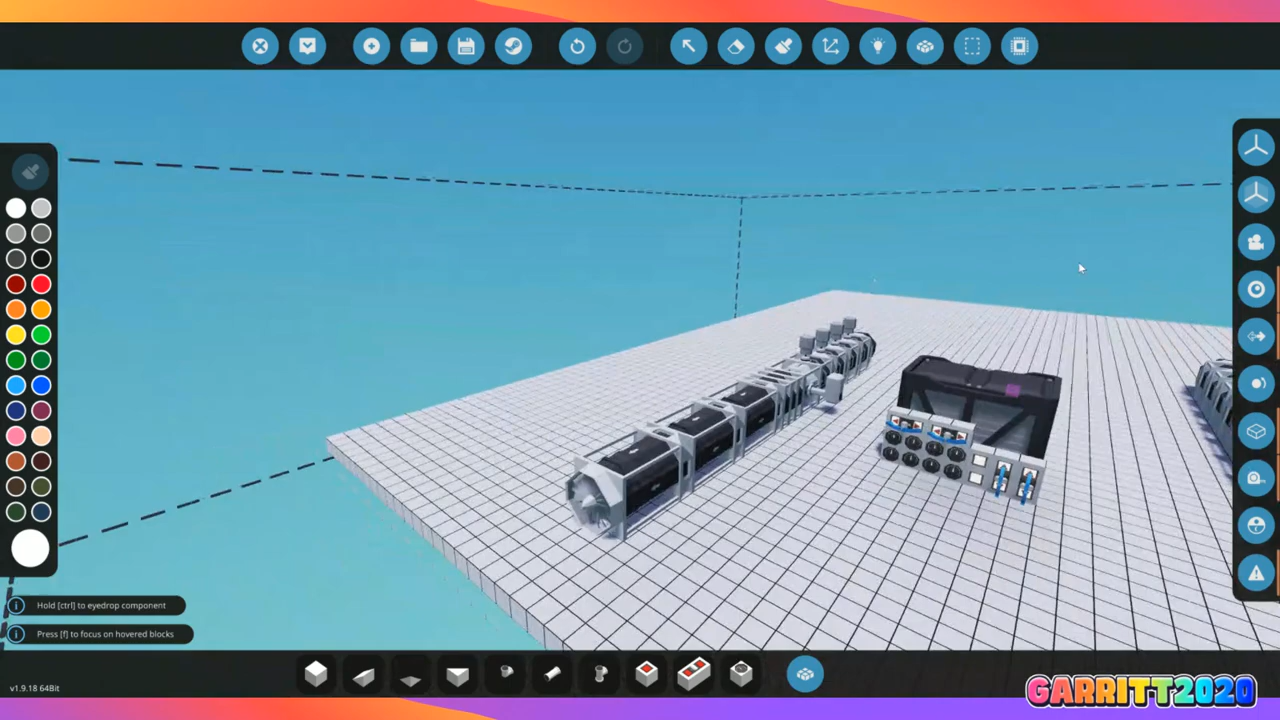 Hold [ctrl] to eyedrop component
Press [f] to focus on hovered blocks
v1.9.18 64Bit
GARRITT2020